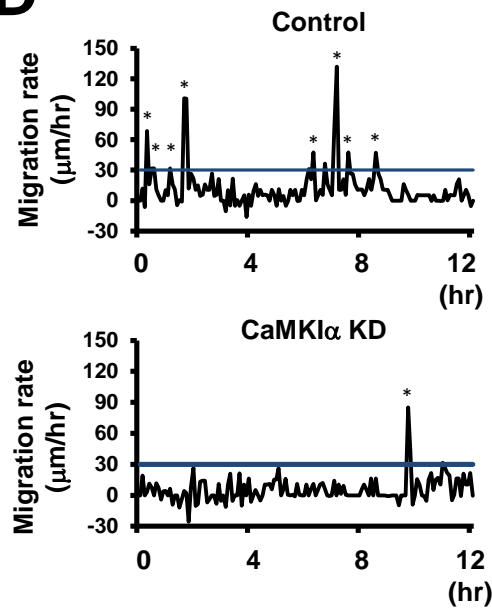 D
Control
Migration rate
(μm/hr)
150
120
90
60
30
0
-30
* * * * * * * *
0 4 8 12
(hr)
CaMKIα KD
Migration rate
(μm/hr)
150
120
90
60
30
0
-30
*
0 4 8 12
(hr)